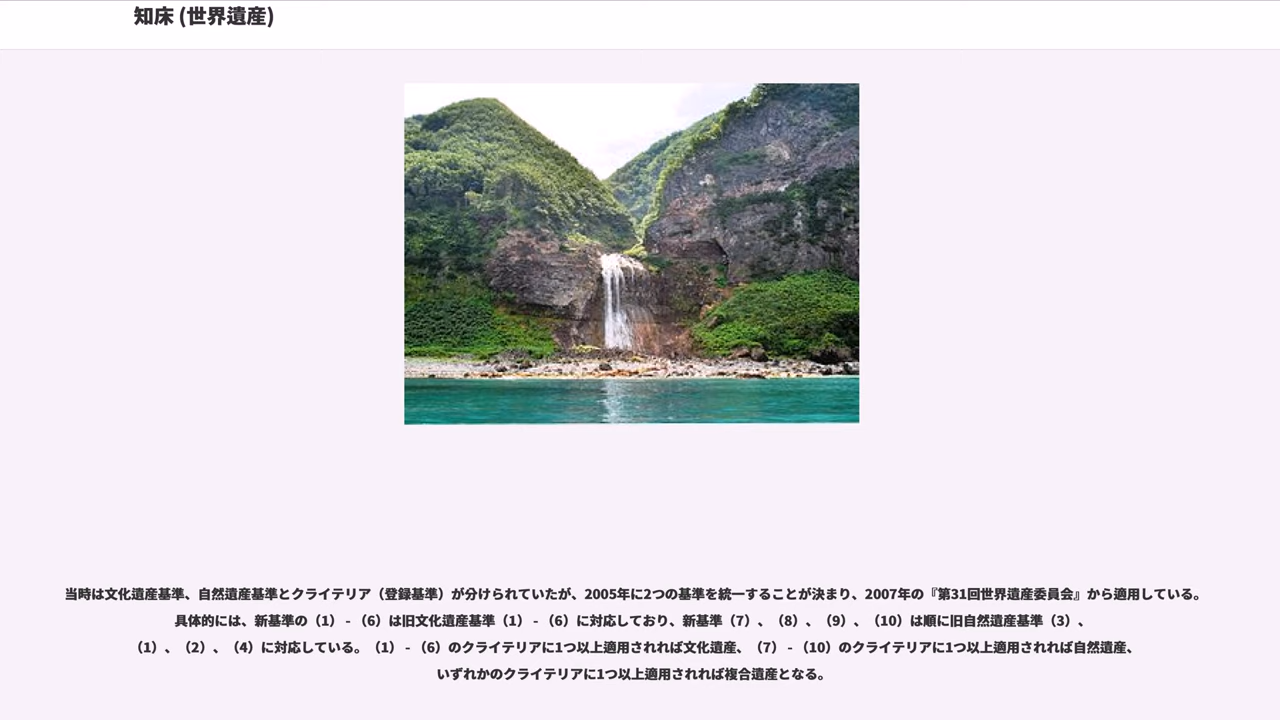 知床 (世界遺産)
当時は文化遺産基準、自然遺産基準とクライテリア（登録基準）が分けられていたが、2005年に2つの基準を統一することが決まり、2007年の『第31回世界遺産委員会』から適用している。
具体的には、新基準の（1） - （6）は旧文化遺産基準（1） - （6）に対応しており、新基準（7）、（8）、（9）、（10）は順に旧自然遺産基準（3）、
（1）、（2）、（4）に対応している。（1） - （6）のクライテリアに1つ以上適用されれば文化遺産、（7） - （10）のクライテリアに1つ以上適用されれば自然遺産、
いずれかのクライテリアに1つ以上適用されれば複合遺産となる。